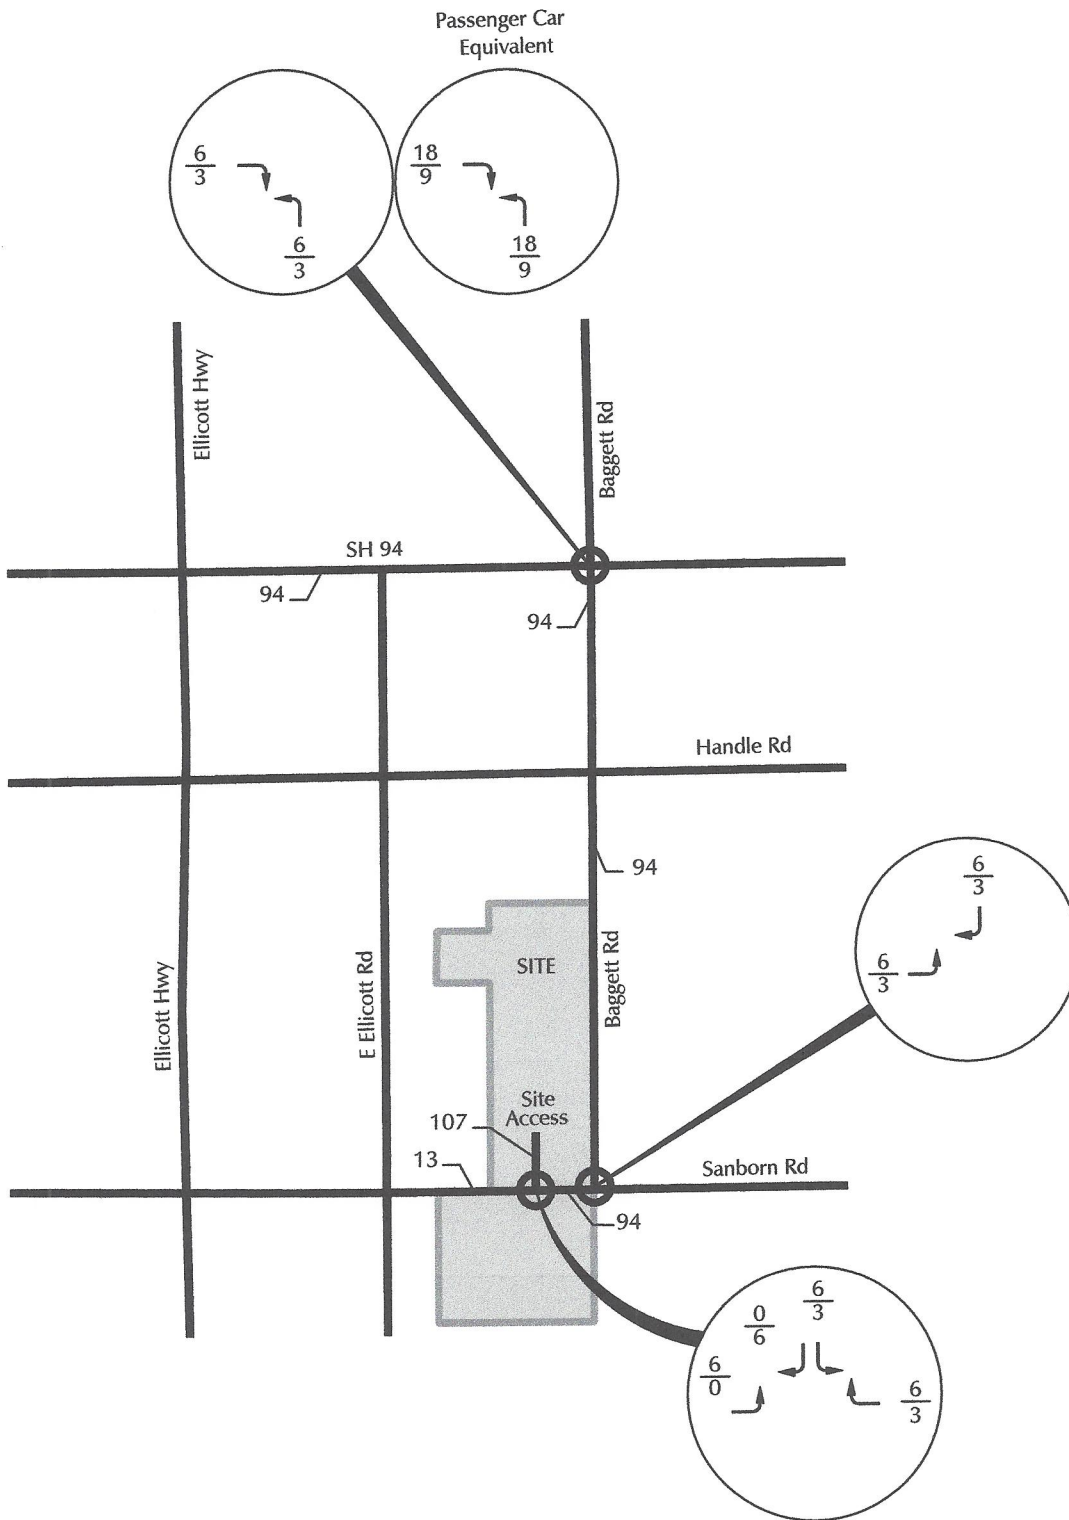 Passenger Car
Equivalent
6
3
6
3
18
9
18
9
Ellicott Hwy
Baggett Rd
SH 94
94
94
Handle Rd
94
6
3
6
3
SITE
Baggett Rd
E Ellicott Rd
Ellicott Hwy
Site
Access
107
13
Sanborn Rd
94
6
3
0
6
6
0
6
3